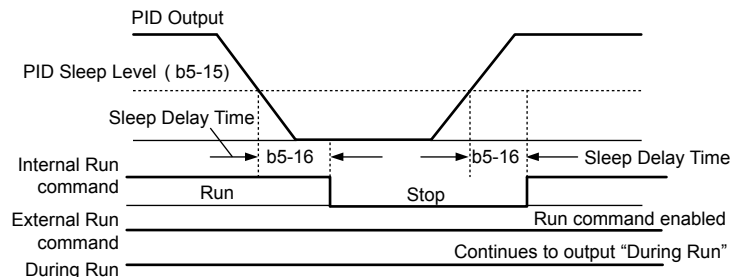 PID Output
PID Sleep Level ( b5-15)
Sleep Delay Time
b5-16
b5-16
Sleep Delay Time
Internal Run
command
Run
Stop
External Run
command
Run command enabled
Continues to output “During Run”
During Run